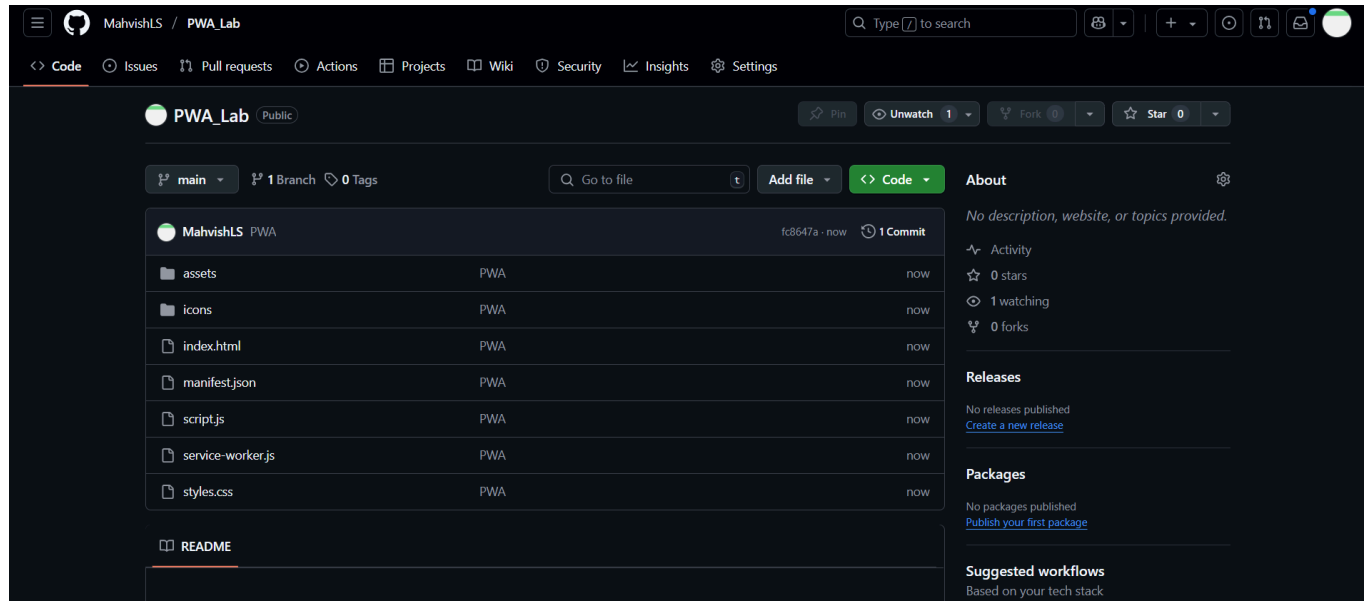 MahvishLS / PWA_Lab
Type / to search
Code Issues Pull requests Actions Projects Wiki Security Insights Settings
PWA_Lab Public
Pin Unwatch 1 Fork 0 Star 0
main 1 Branch 0 Tags
Go to file t Add file Code
MahvishLS PWA fc8647a · now 1 Commit
assets PWA now
icons PWA now
index.html PWA now
manifest.json PWA now
script.js PWA now
service-worker.js PWA now
styles.css PWA now
README
About
No description, website, or topics provided.
Activity
0 stars
1 watching
0 forks
Releases
No releases published
Create a new release
Packages
No packages published
Publish your first package
Suggested workflows
Based on your tech stack